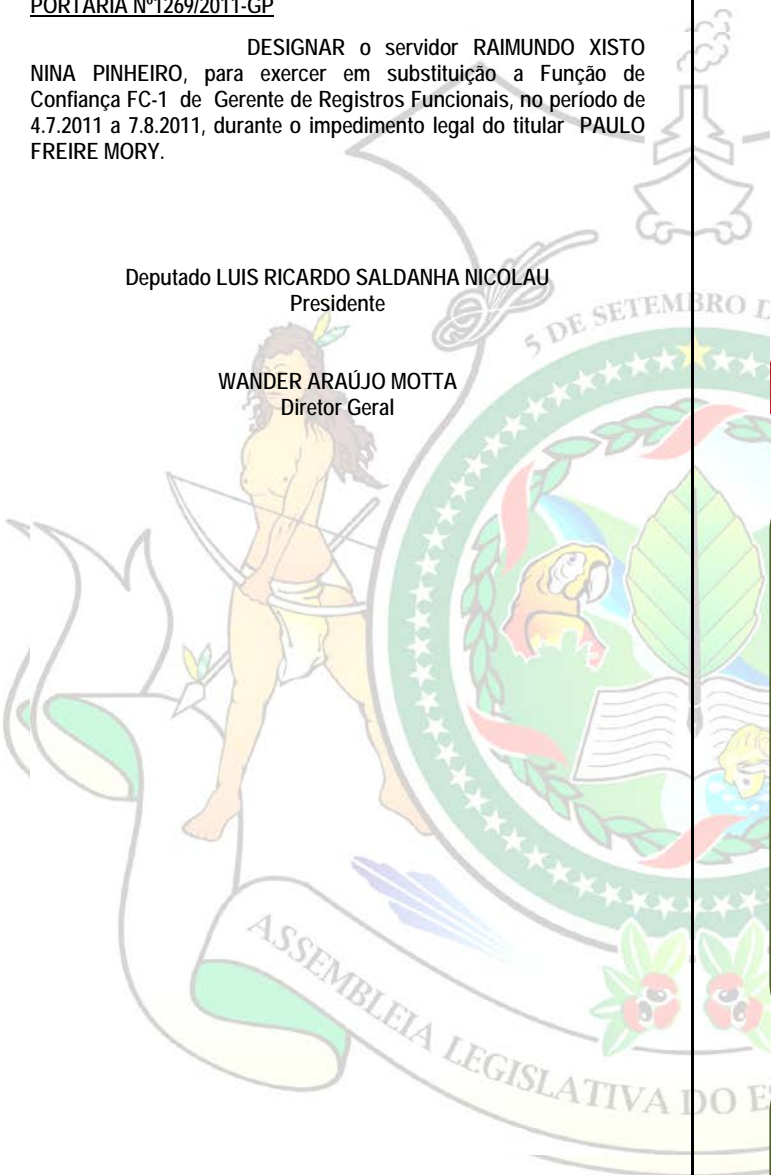 PORTARIA Nº1269/2011-GP
DESIGNAR o servidor RAIMUNDO XISTO
NINA PINHEIRO, para exercer em substituição a Função de
Confiança FC-1 de Gerente de Registros Funcionais, no período de
4.7.2011 a 7.8.2011, durante o impedimento legal do titular PAULO
FREIRE MORY.
Deputado LUIS RICARDO SALDANHA NICOLAU
Presidente
WANDER ARAÚJO MOTTA
Diretor Geral
5 DE SETEMBRO D
ASSEMBLEIA LEGISLATIVA DO E